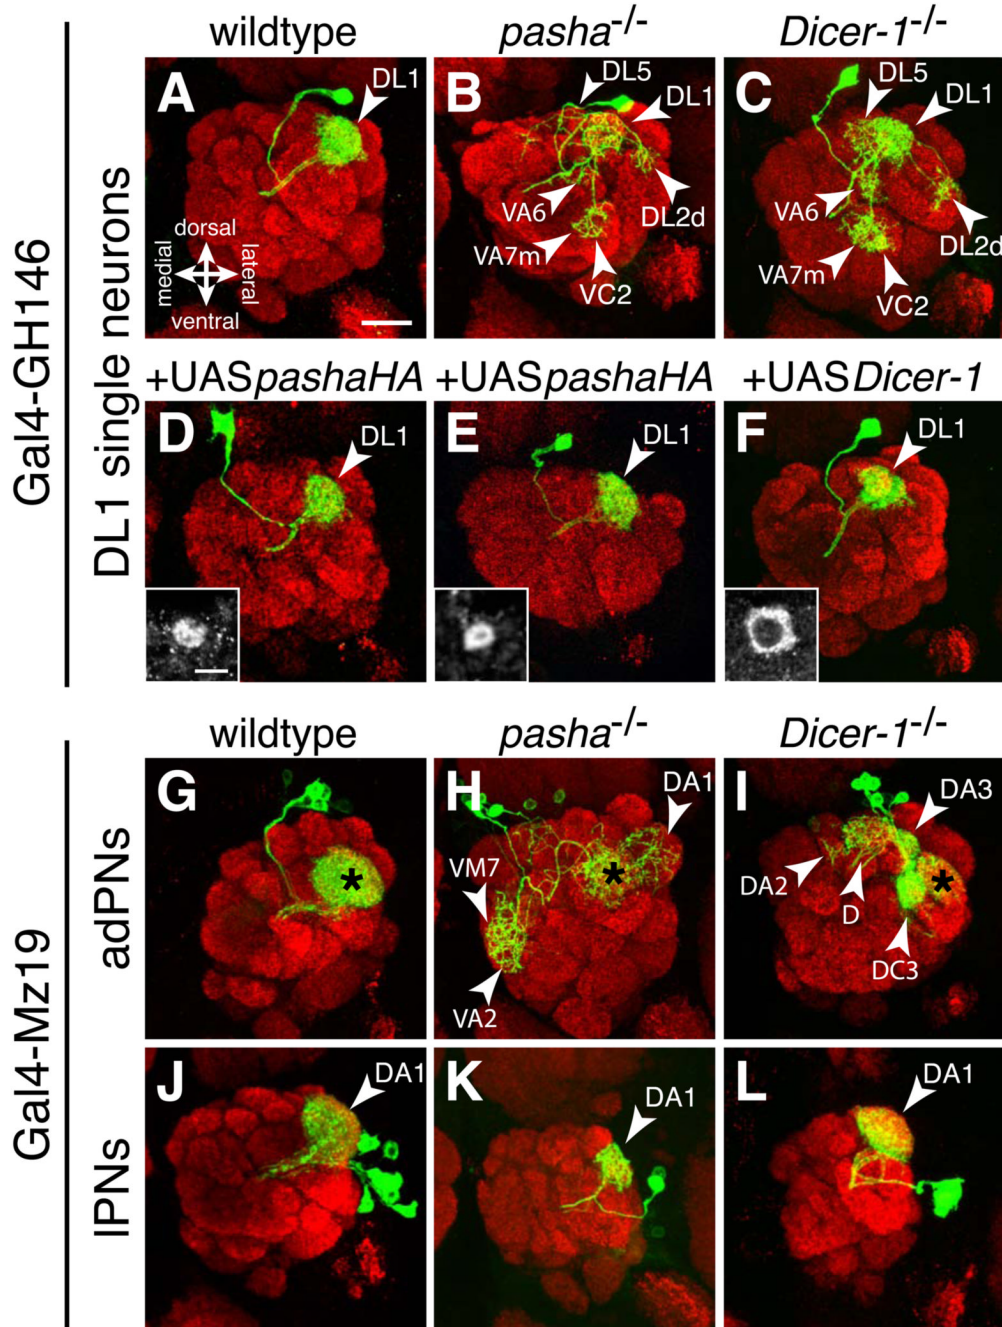 Gal4-GH146
DL1 single neurons
wildtype
pasha-/-
Dicer-1-/-
A
DL1
dorsal
medial
lateral
ventral
B
DL5
DL1
VA6
DL2d
VA7m
VC2
C
DL5
DL1
VA6
DL2d
VA7m
VC2
+UASpashaHA
+UASpashaHA
+UASDicer-1
D
DL1
E
DL1
F
DL1
Gal4-Mz19
adPNs
wildtype
pasha-/-
Dicer-1-/-
G
*
H
DA1
VM7
*
VA2
I
DA3
DA2
D
*
DC3
lPNs
J
DA1
K
DA1
L
DA1